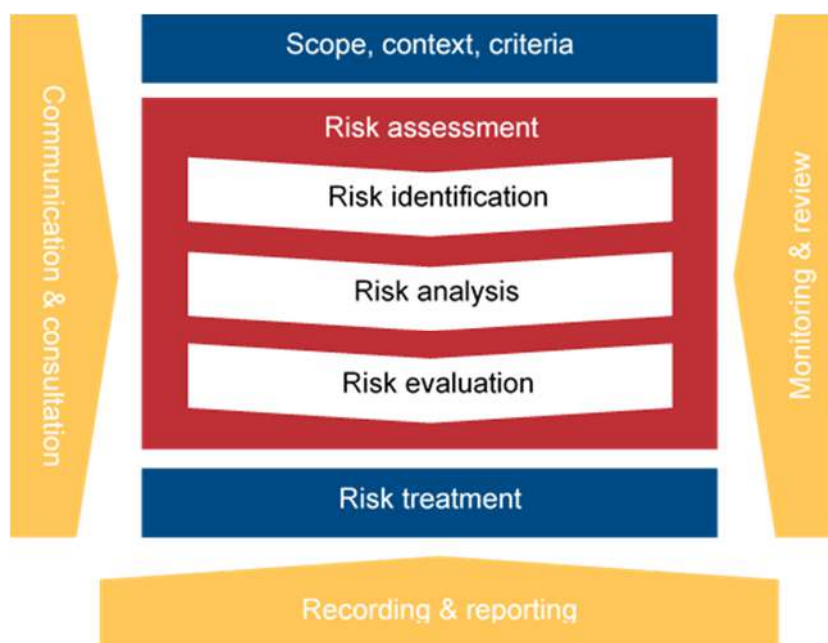 Scope, context, criteria
Communication & consultation
Risk assessment
Risk identification
Risk analysis
Risk evaluation
Monitoring & review
Risk treatment
Recording & reporting